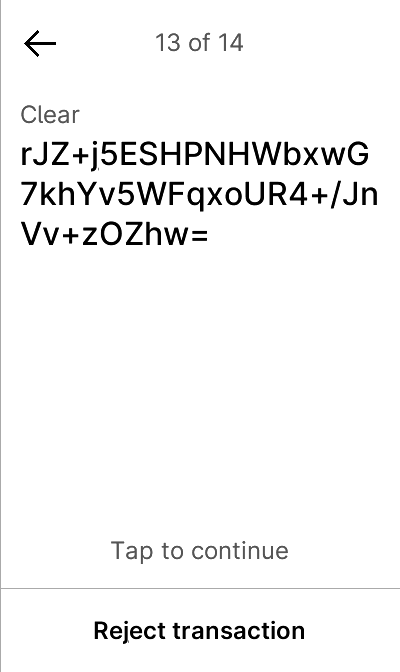 13 of 14
Clear
rJZ+j5ESHPNHWbxwG
7khYv5WFqxoUR4+/Jn
Vv+zOZhw=
Tap to continue
Reject transaction